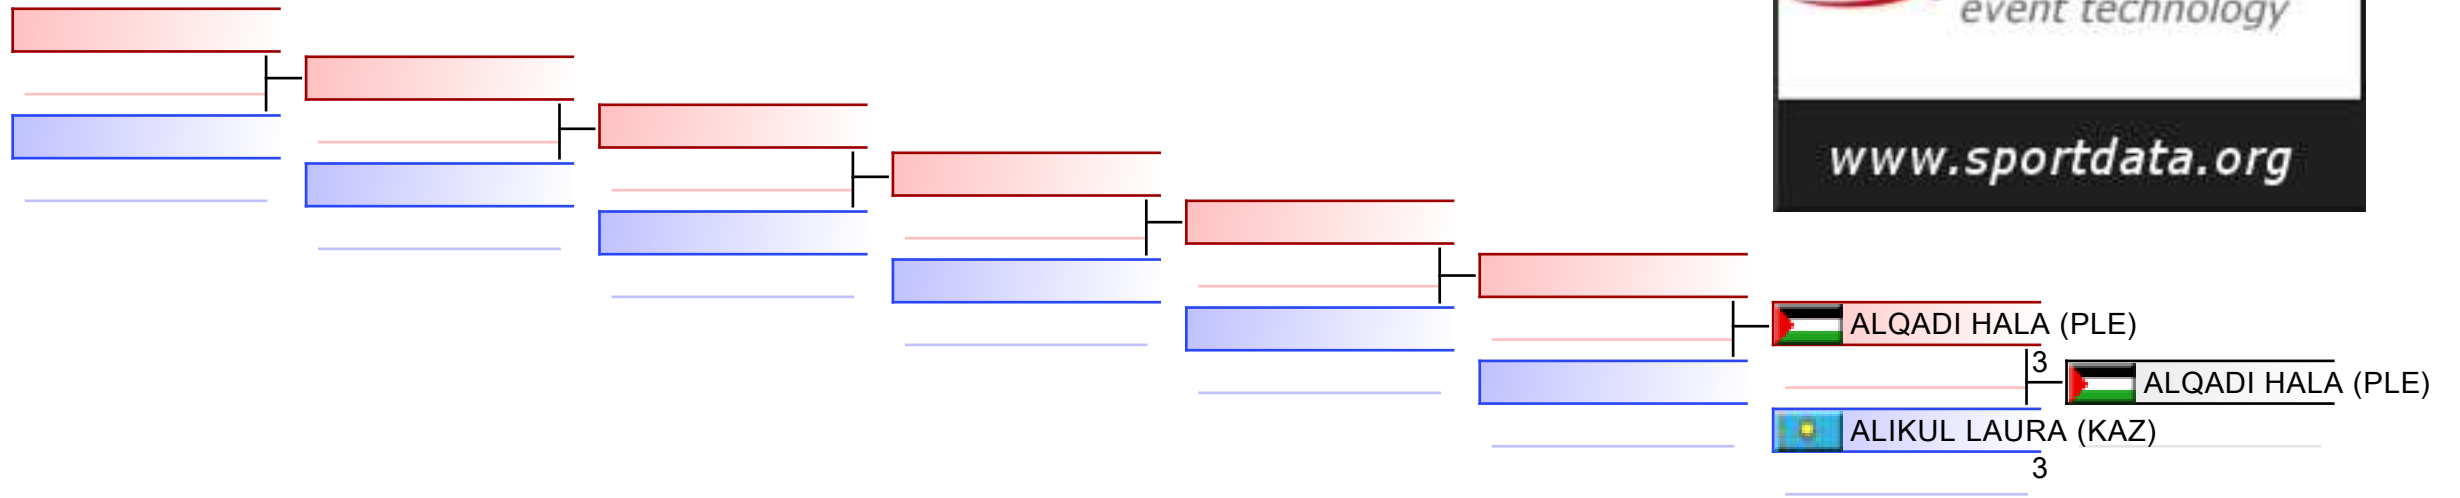 event technology
www.sportdata.org
ALQADI HALA (PLE)
3
ALQADI HALA (PLE)
ALIKUL LAURA (KAZ)
3